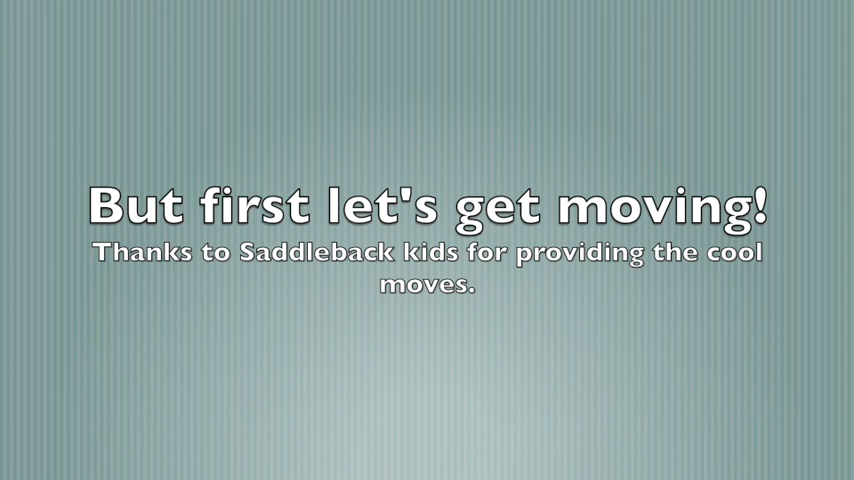 But first let's get moving!
Thanks to Saddleback kids for providing the cool
moves.